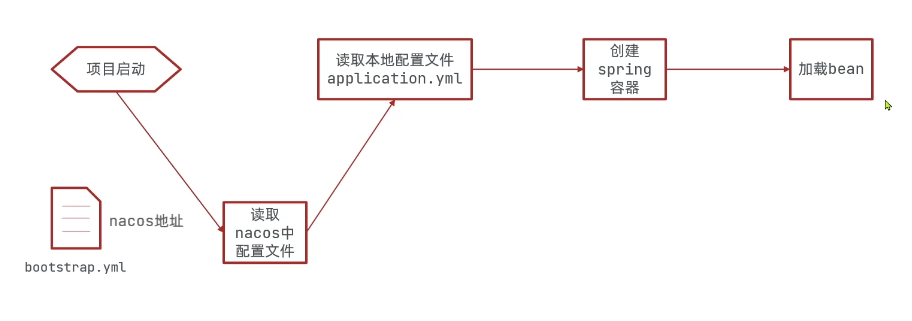 项目启动
读取本地配置文件
application.yml
创建
spring
容器
加载bean
nacos地址
bootstrap.yml
读取
nacos中
配置文件